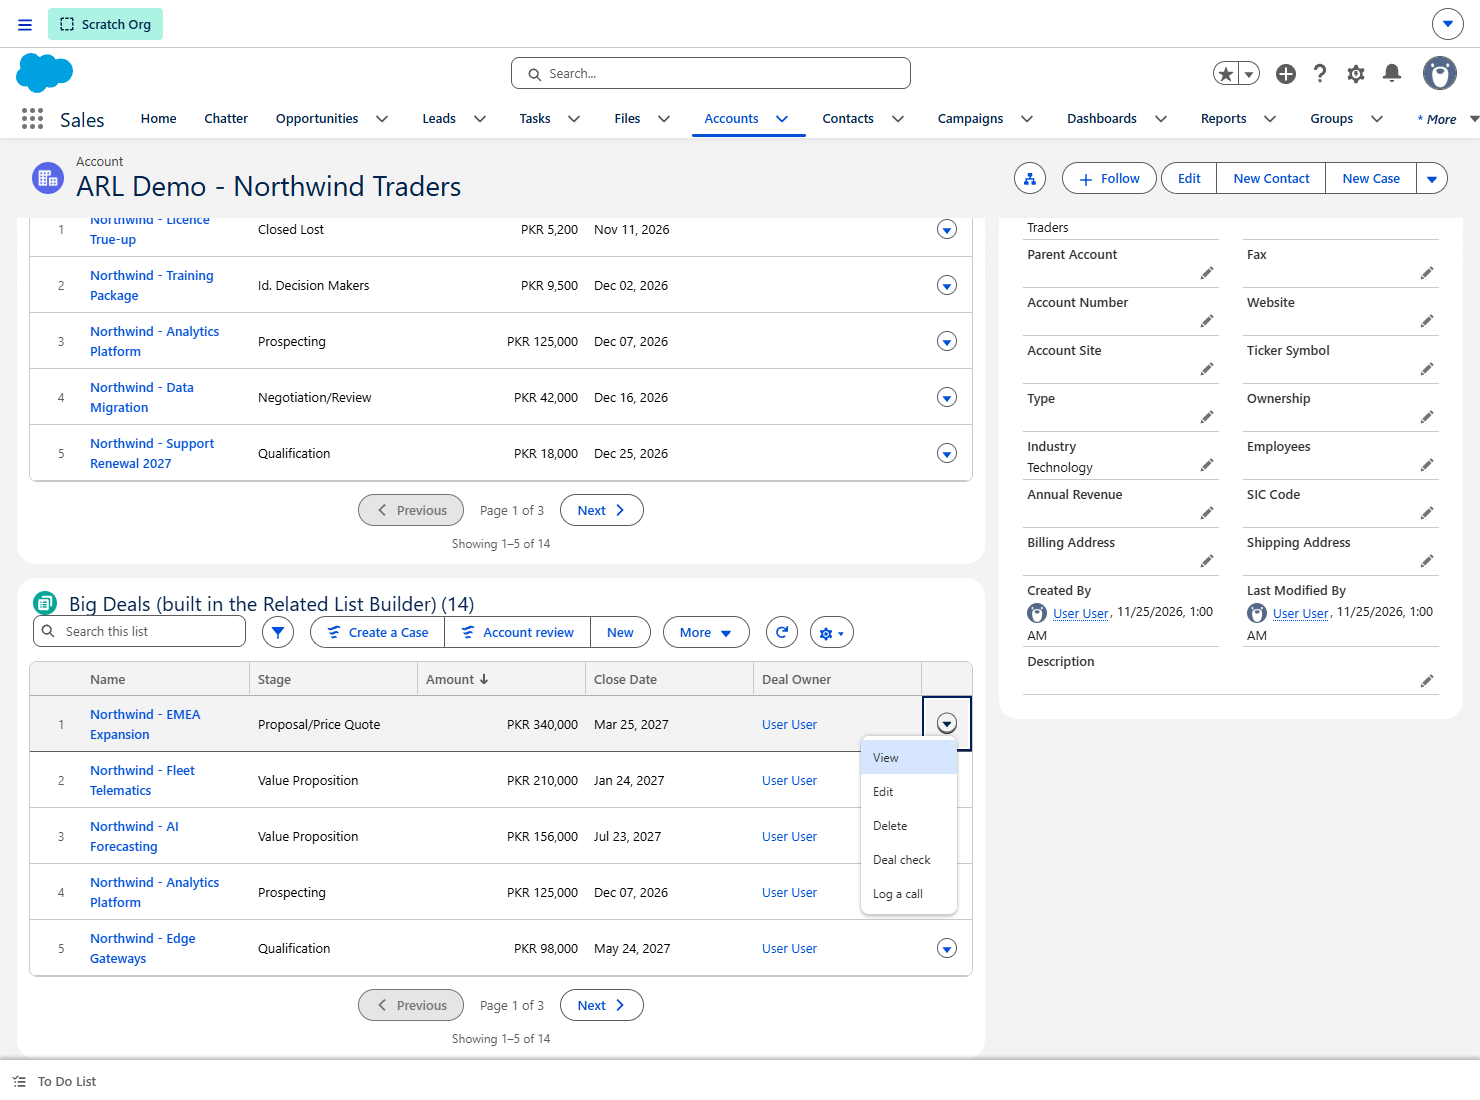 Scratch Org
Search...
Sales
Home
Chatter
Opportunities
Leads
Tasks
Files
Accounts
Contacts
Campaigns
Dashboards
Reports
Groups
* More
Account
ARL Demo - Northwind Traders
Follow
Edit
New Contact
New Case
1 Northwind - Licence True-up Closed Lost PKR 5,200 Nov 11, 2026
2 Northwind - Training Package Id. Decision Makers PKR 9,500 Dec 02, 2026
3 Northwind - Analytics Platform Prospecting PKR 125,000 Dec 07, 2026
4 Northwind - Data Migration Negotiation/Review PKR 42,000 Dec 16, 2026
5 Northwind - Support Renewal 2027 Qualification PKR 18,000 Dec 25, 2026
Previous
Page 1 of 3
Next
Showing 1–5 of 14
Big Deals (built in the Related List Builder) (14)
Search this list
Create a Case
Account review
New
More
Name Stage Amount Close Date Deal Owner
1 Northwind - EMEA Expansion Proposal/Price Quote PKR 340,000 Mar 25, 2027 User User
2 Northwind - Fleet Telematics Value Proposition PKR 210,000 Jan 24, 2027 User User
3 Northwind - AI Forecasting Value Proposition PKR 156,000 Jul 23, 2027 User User
4 Northwind - Analytics Platform Prospecting PKR 125,000 Dec 07, 2026 User User
5 Northwind - Edge Gateways Qualification PKR 98,000 May 24, 2027 User User
View
Edit
Delete
Deal check
Log a call
Previous
Page 1 of 3
Next
Showing 1–5 of 14
Traders
Parent Account
Fax
Account Number
Website
Account Site
Ticker Symbol
Type
Ownership
Industry
Technology
Employees
Annual Revenue
SIC Code
Billing Address
Shipping Address
Created By
User User, 11/25/2026, 1:00 AM
Last Modified By
User User, 11/25/2026, 1:00 AM
Description
To Do List